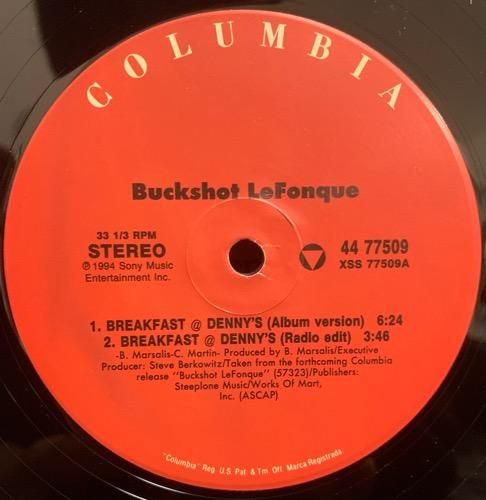 COLUMBIA
Buckshot LeFonque
33 1/3 RPM
STEREO
℗ 1994 Sony Music
Entertainment Inc.
44 77509
XSS 77509A
1. BREAKFAST @ DENNY'S (Album version) 6:24
2. BREAKFAST @ DENNY'S (Radio edit) 3:46
-B. Marsalis-C. Martin- Produced by B. Marsalis/Executive
Producer: Steve Berkowitz/Taken from the forthcoming Columbia
release "Buckshot LeFonque" (57323)/Publishers:
Steeplone Music/Works Of Mart,
Inc. (ASCAP)
"Columbia" Reg. U.S. Pat. & Tm. Off. Marca Registrada.